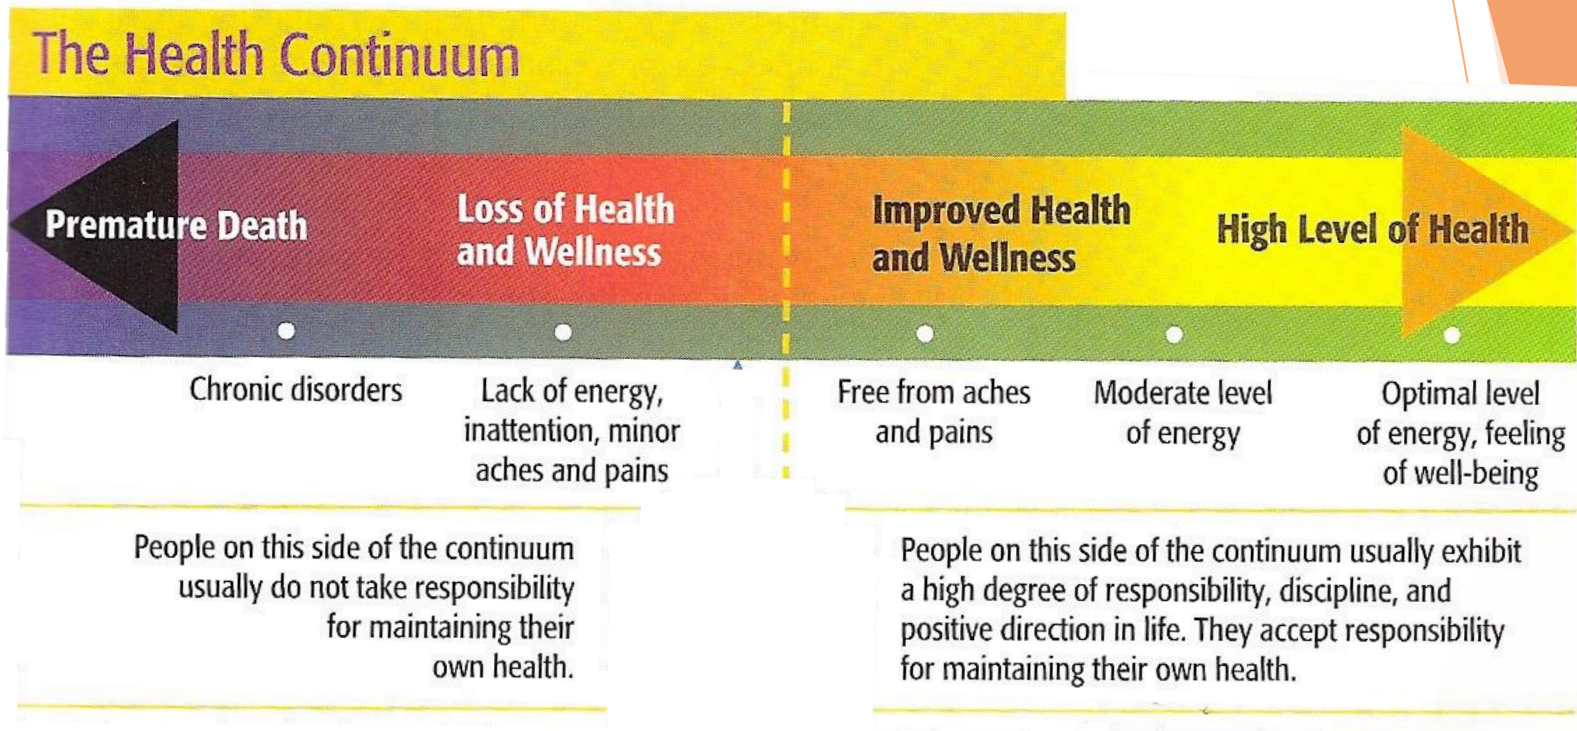 The Health Continuum
Premature Death
Loss of Health
and Wellness
Improved Health
and Wellness
High Level of Health
Chronic disorders
Lack of energy,
inattention, minor
aches and pains
Free from aches
and pains
Moderate level
of energy
Optimal level
of energy, feeling
of well-being
People on this side of the continuum
usually do not take responsibility
for maintaining their
own health.
People on this side of the continuum usually exhibit
a high degree of responsibility, discipline, and
positive direction in life. They accept responsibility
for maintaining their own health.